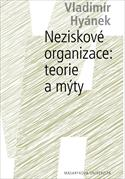 Vladimír
Hyánek
Neziskové
organizace:
teorie
a mýty
MASARYKOVA UNIVERZITA